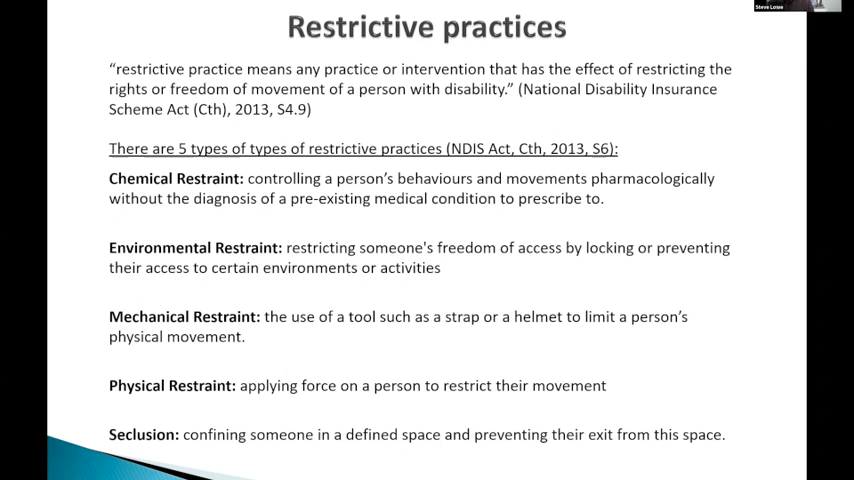 Restrictive practices
Steve Lowe
“restrictive practice means any practice or intervention that has the effect of restricting the
rights or freedom of movement of a person with disability.” (National Disability Insurance
Scheme Act (Cth), 2013, S4.9)
There are 5 types of types of restrictive practices (NDIS Act, Cth, 2013, S6):
Chemical Restraint: controlling a person’s behaviours and movements pharmacologically
without the diagnosis of a pre-existing medical condition to prescribe to.
Environmental Restraint: restricting someone's freedom of access by locking or preventing
their access to certain environments or activities
Mechanical Restraint: the use of a tool such as a strap or a helmet to limit a person’s
physical movement.
Physical Restraint: applying force on a person to restrict their movement
Seclusion: confining someone in a defined space and preventing their exit from this space.